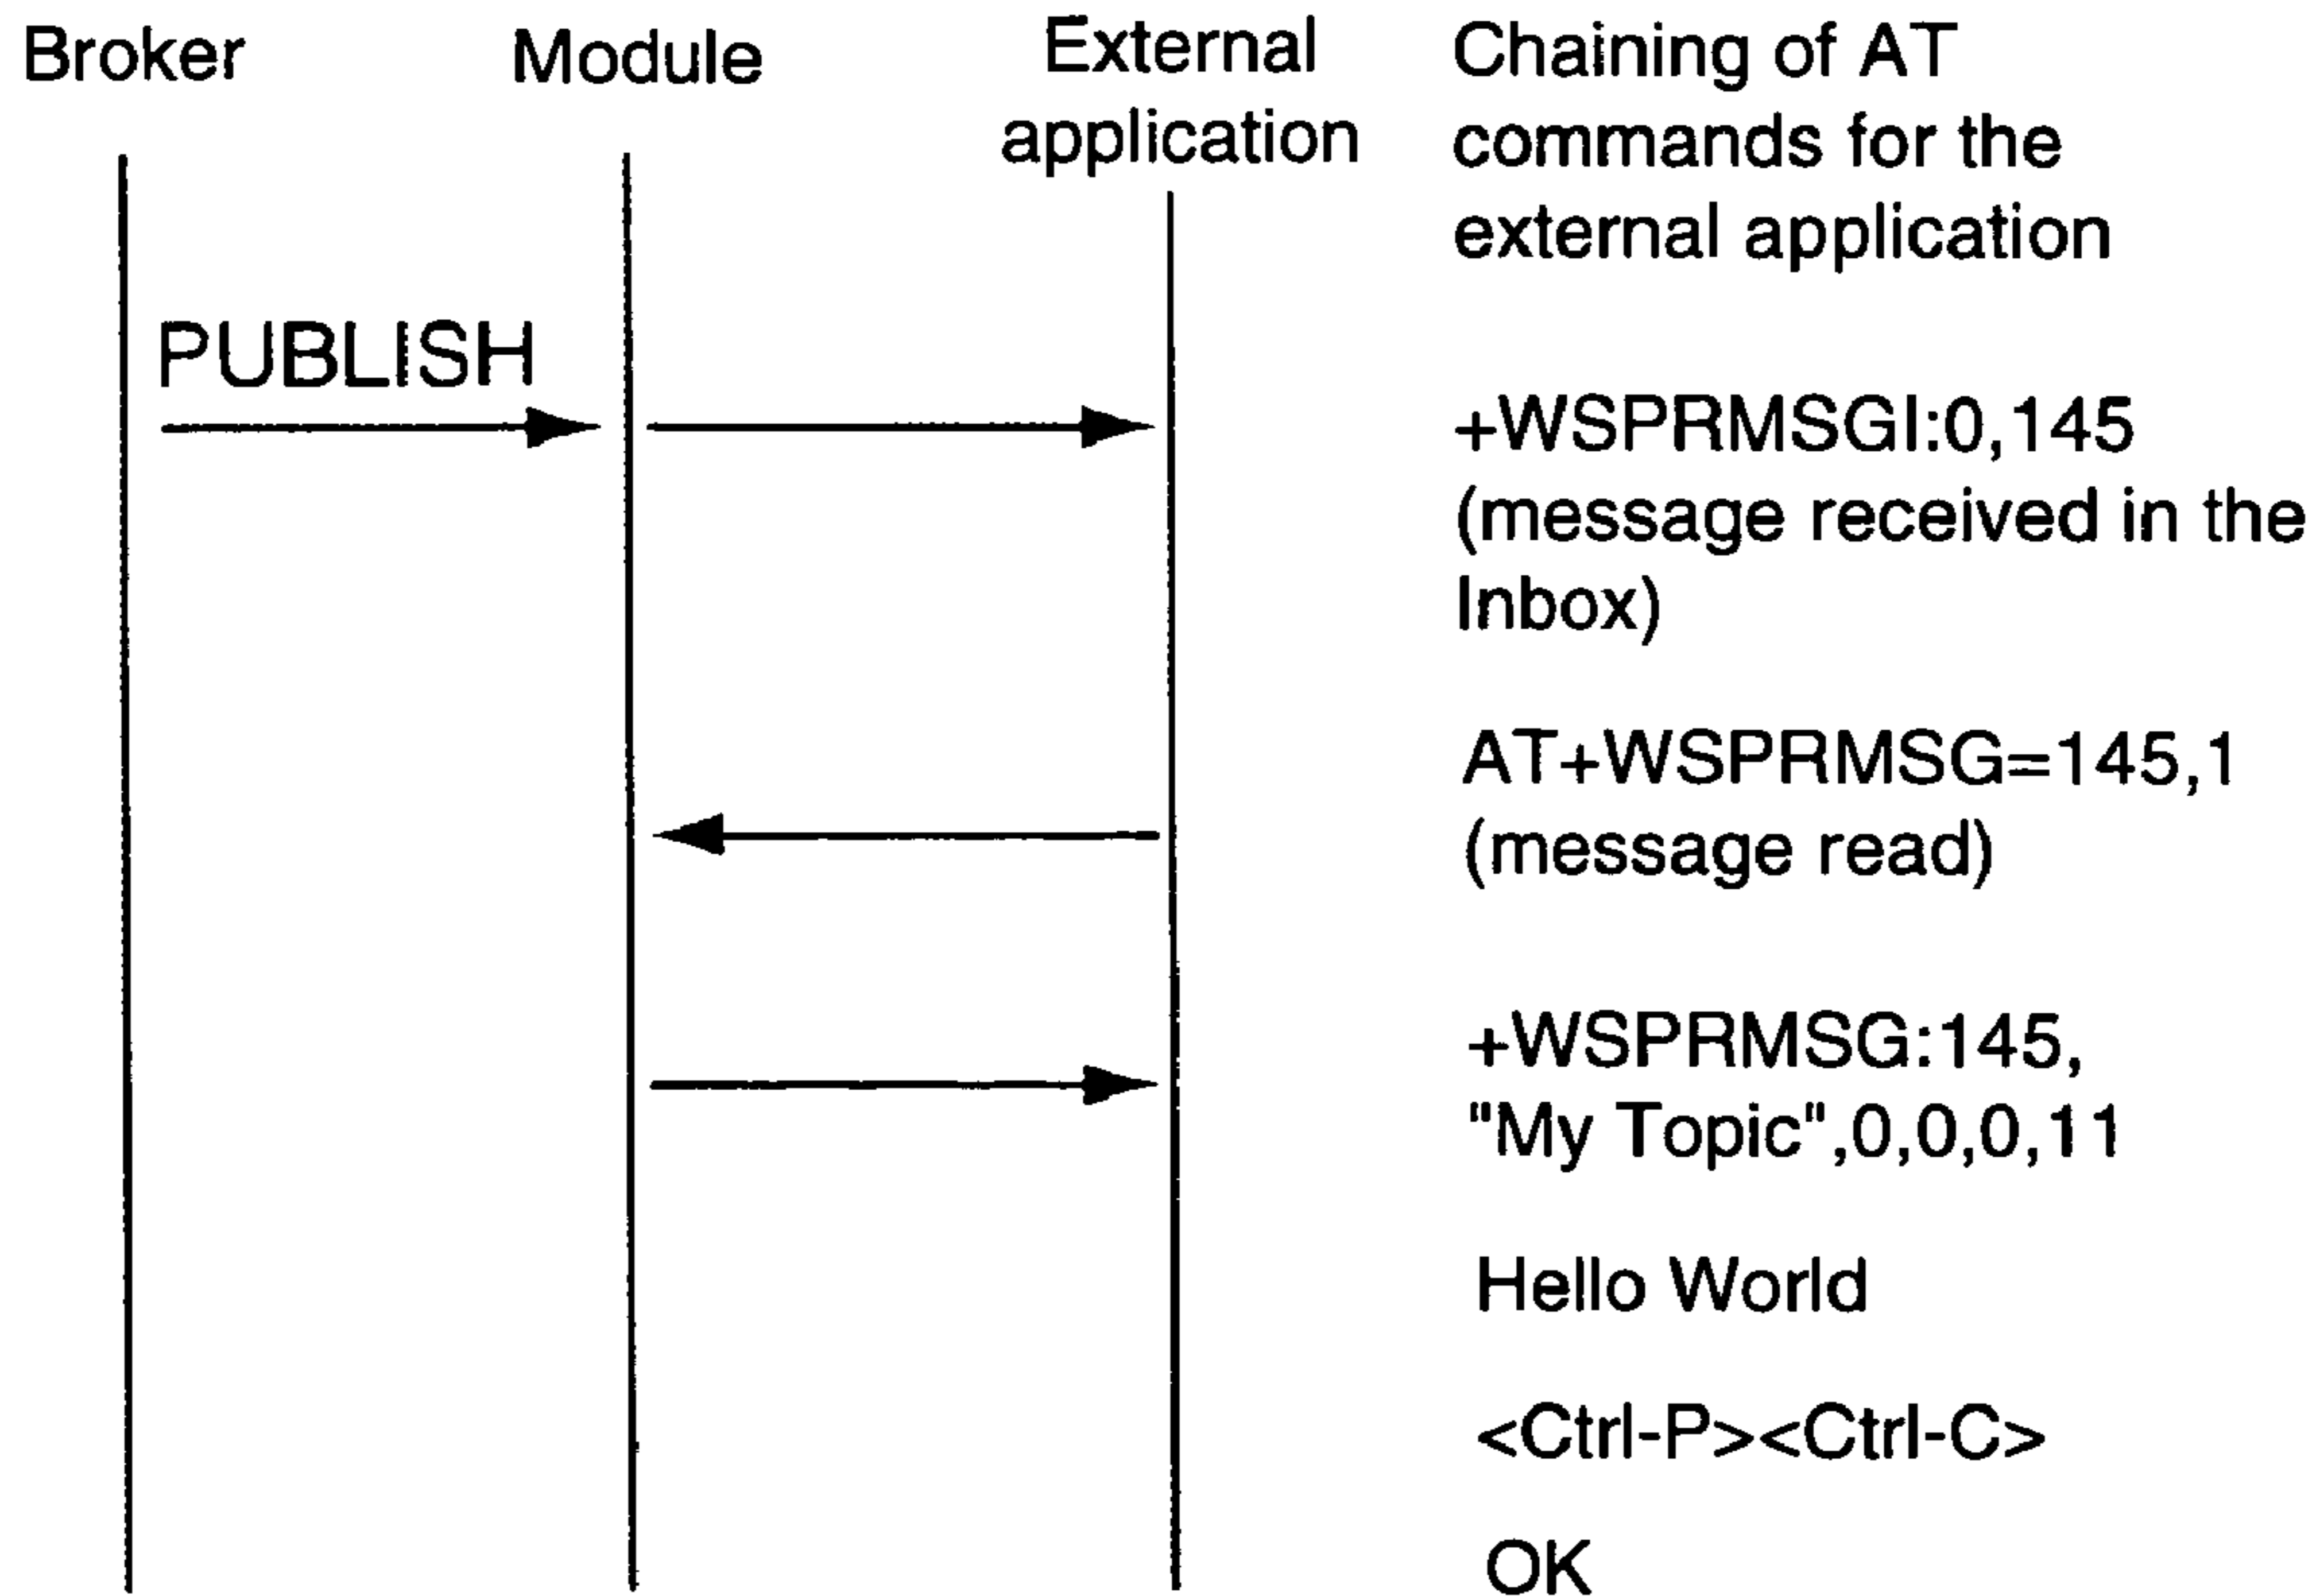 Broker
Module
External
application
Chaining of AT
commands for the
external application
PUBLISH
+WSPRMSGI:0,145
(message received in the
Inbox)
AT+WSPRMSG=145,1
(message read)
+WSPRMSG:145,
"My Topic",0,0,0,11
Hello World
<Ctrl-P><Ctrl-C>
OK